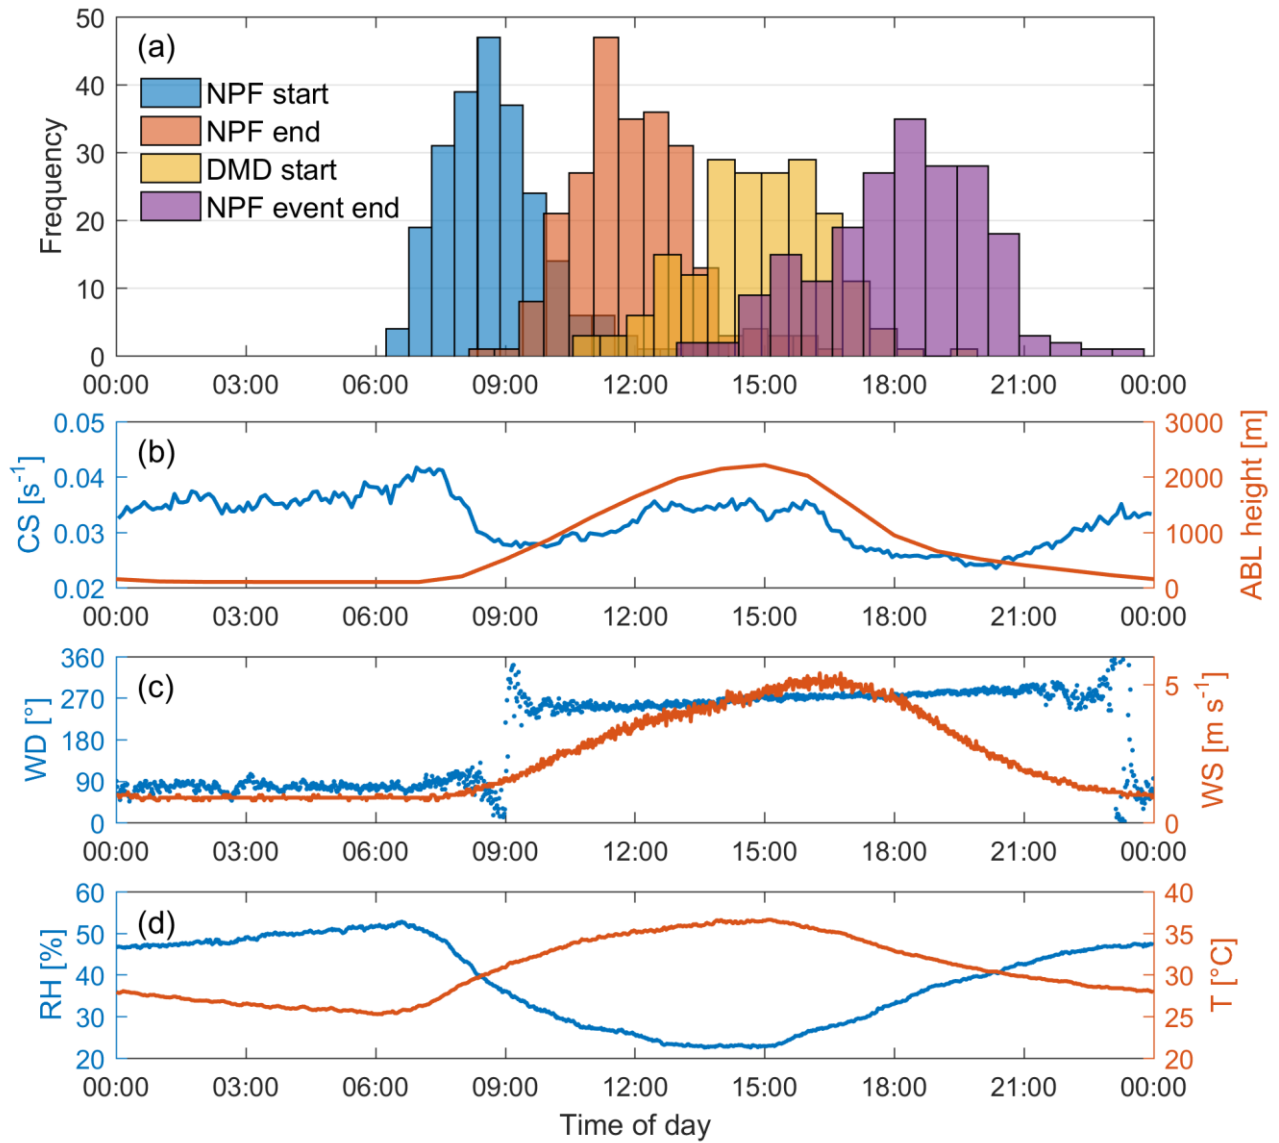 (a)
NPF start
NPF end
DMD start
NPF event end
Frequency
50
40
30
20
10
0
00:00 03:00 06:00 09:00 12:00 15:00 18:00 21:00 00:00
(b)
CS [s⁻¹]
0.05
0.04
0.03
0.02
ABL height [m]
3000
2000
1000
0
00:00 03:00 06:00 09:00 12:00 15:00 18:00 21:00 00:00
(c)
WD [°]
360
270
180
90
0
WS [m s⁻¹]
5
0
00:00 03:00 06:00 09:00 12:00 15:00 18:00 21:00 00:00
(d)
RH [%]
60
50
40
30
20
T [°C]
40
35
30
25
20
00:00 03:00 06:00 09:00 12:00 15:00 18:00 21:00 00:00
Time of day